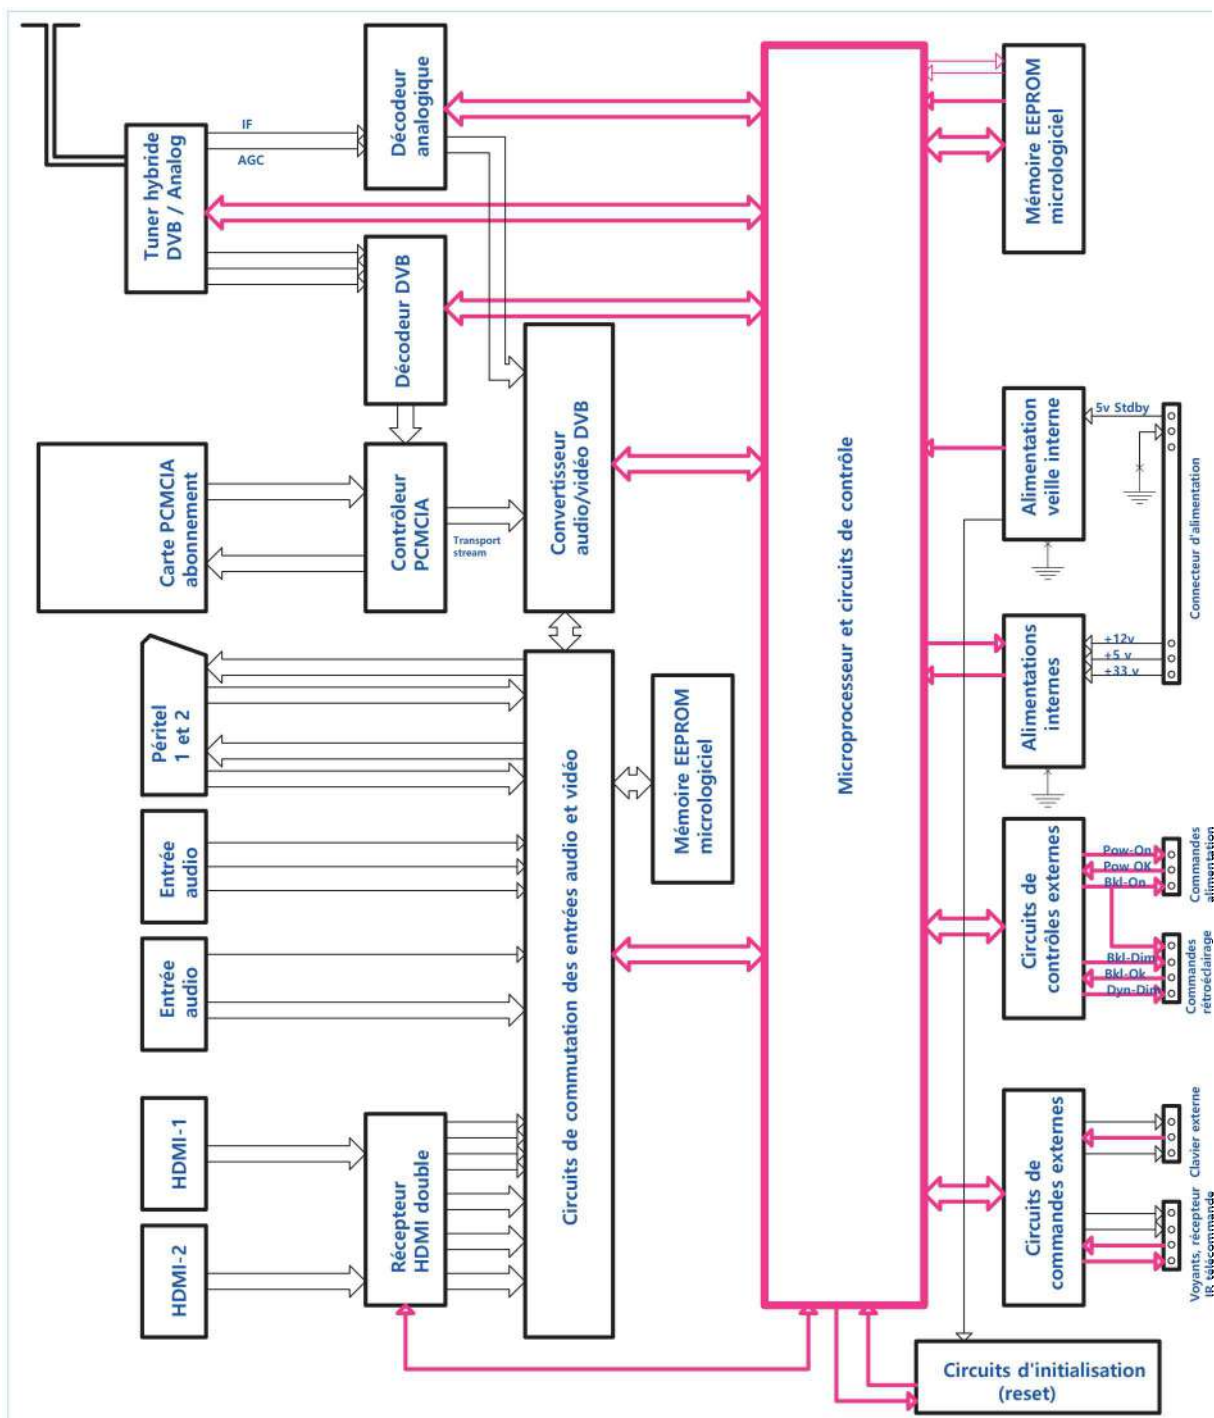 Tuner hybride
DVB / Analog
IF
AGC
Décodeur
analogique
Décodeur DVB
Carte PCMCIA
abonnement
Contrôleur
PCMCIA
Transport
stream
Convertisseur
audio/vidéo DVB
Péritel
1 et 2
Entrée
audio
Entrée
audio
HDMI-1
HDMI-2
Récepteur
HDMI double
Circuits de commutation des entrées audio et vidéo
Mémoire EEPROM
micrologiciel
Microprocesseur et circuits de contrôle
Mémoire EEPROM
micrologiciel
Alimentation
veille interne
5v Stdby
Connecteur d'alimentation
Alimentations
internes
+12v
+5 v
+33 v
Circuits de
contrôles externes
Pow-On
Pow OK
Bkl-On
Commandes
alimentation
Bkl-Dim
Bkl-Ok
Dyn-Dim
Commandes
rétroéclairage
Circuits de
commandes externes
Clavier externe
Voyants, récepteur
IR télécommande
Circuits d'initialisation
(reset)